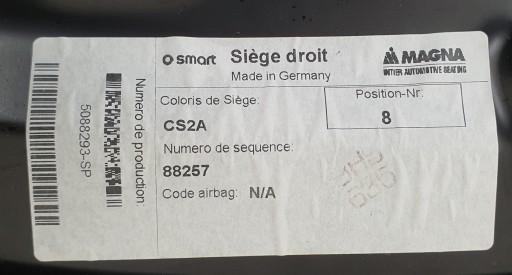 smart Siège droit
Made in Germany
MAGNA
INTIER AUTOMOTIVE SEATING
Coloris de Siège:
CS2A
Position-Nr:
8
Numero de sequence:
88257
Code airbag: N/A
Numero de production:
5088293-SP